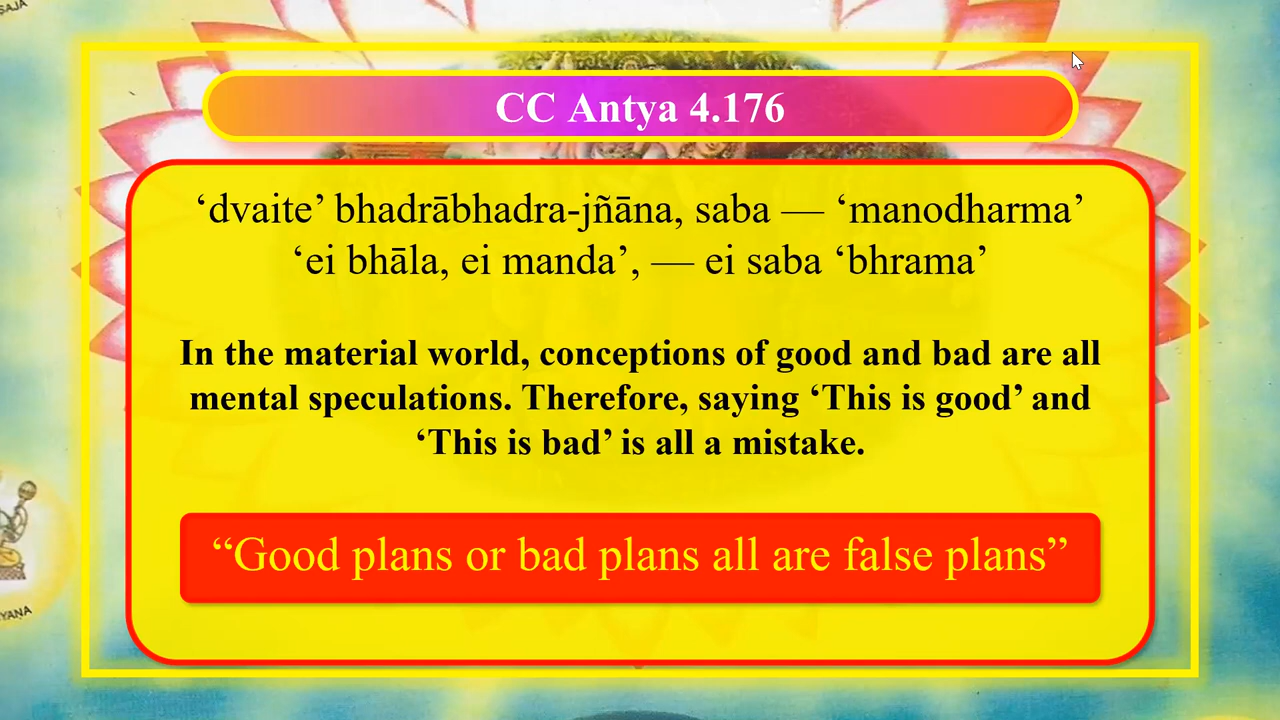 ṢAJA
CC Antya 4.176
‘dvaite’ bhadrābhadra-jñāna, saba — ‘manodharma’
‘ei bhāla, ei manda’, — ei saba ‘bhrama’
In the material world, conceptions of good and bad are all
mental speculations. Therefore, saying ‘This is good’ and
‘This is bad’ is all a mistake.
“Good plans or bad plans all are false plans”
YAṆA